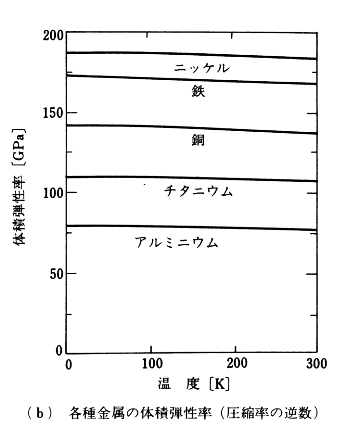 200
150
100
50
0
体積弾性率 [GPa]
ニッケル
鉄
銅
チタニウム
アルミニウム
0 100 200 300
温 度 [K]
(b) 各種金属の体積弾性率(圧縮率の逆数)